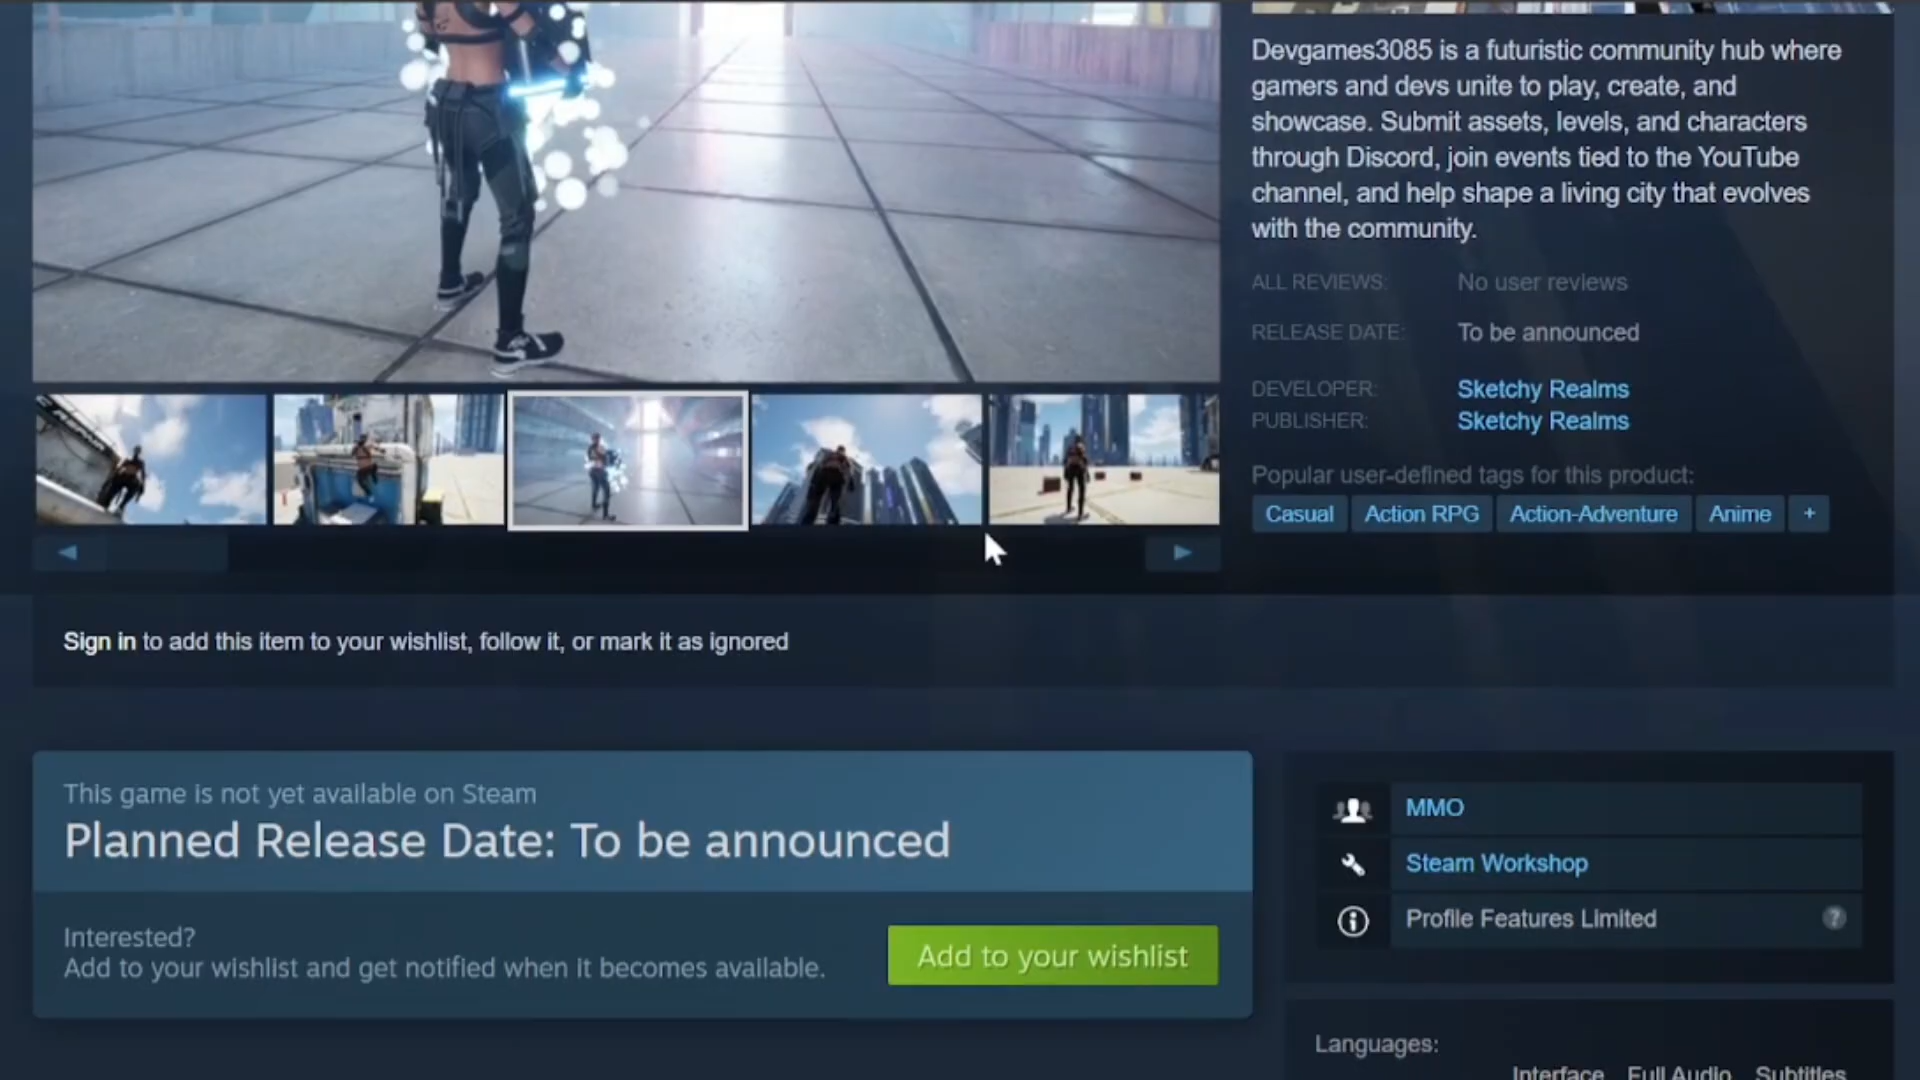 Devgames3085 is a futuristic community hub where
gamers and devs unite to play, create, and
showcase. Submit assets, levels, and characters
through Discord, join events tied to the YouTube
channel, and help shape a living city that evolves
with the community.
ALL REVIEWS: No user reviews
RELEASE DATE: To be announced
DEVELOPER: Sketchy Realms
PUBLISHER: Sketchy Realms
Popular user-defined tags for this product:
Casual Action RPG Action-Adventure Anime +
Sign in to add this item to your wishlist, follow it, or mark it as ignored
This game is not yet available on Steam
Planned Release Date: To be announced
Interested?
Add to your wishlist and get notified when it becomes available.
Add to your wishlist
MMO
Steam Workshop
Profile Features Limited ?
Languages:
Interface Full Audio Subtitles